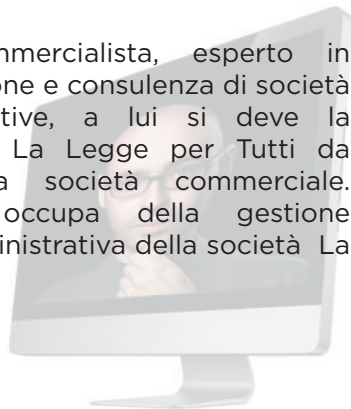 mmercialista, esperto in
one e consulenza di società
tive, a lui si deve la
La Legge per Tutti da
a società commerciale.
occupa della gestione
ministrativa della società La